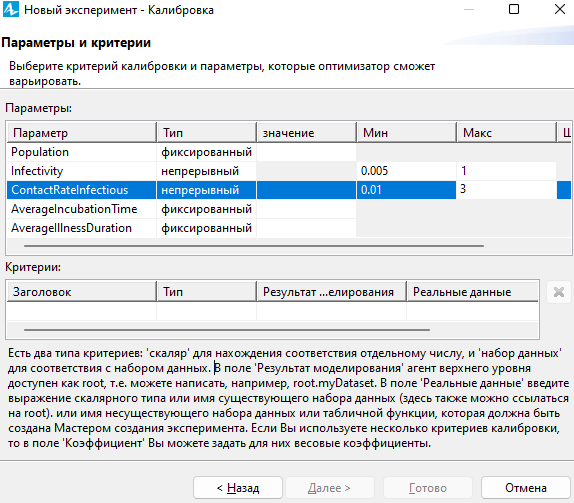 Новый эксперимент - Калибровка
Параметры и критерии
Выберите критерий калибровки и параметры, которые оптимизатор сможет
варьировать.
Параметры:
Параметр Тип значение Мин Макс Ш
Population фиксированный
Infectivity непрерывный 0.005 1
ContactRateInfectious непрерывный 0.01 3
AverageIncubationTime фиксированный
AverageIllnessDuration фиксированный
Критерии:
Заголовок Тип Результат ...елирования Реальные данные
Есть два типа критериев: 'скаляр' для нахождения соответствия отдельному числу, и 'набор данных'
для соответствия с набором данных. В поле 'Результат моделирования' агент верхнего уровня
доступен как root, т.е. можете написать, например, root.myDataset. В поле 'Реальные данные' введите
выражение скалярного типа или имя существующего набора данных (здесь также можно ссылаться
на root). или имя несуществующего набора данных или табличной функции, которая должна быть
создана Мастером создания эксперимента. Если Вы используете несколько критериев калибровки,
то в поле 'Коэффициент' Вы можете задать для них весовые коэффициенты.
< Назад Далее > Готово Отмена